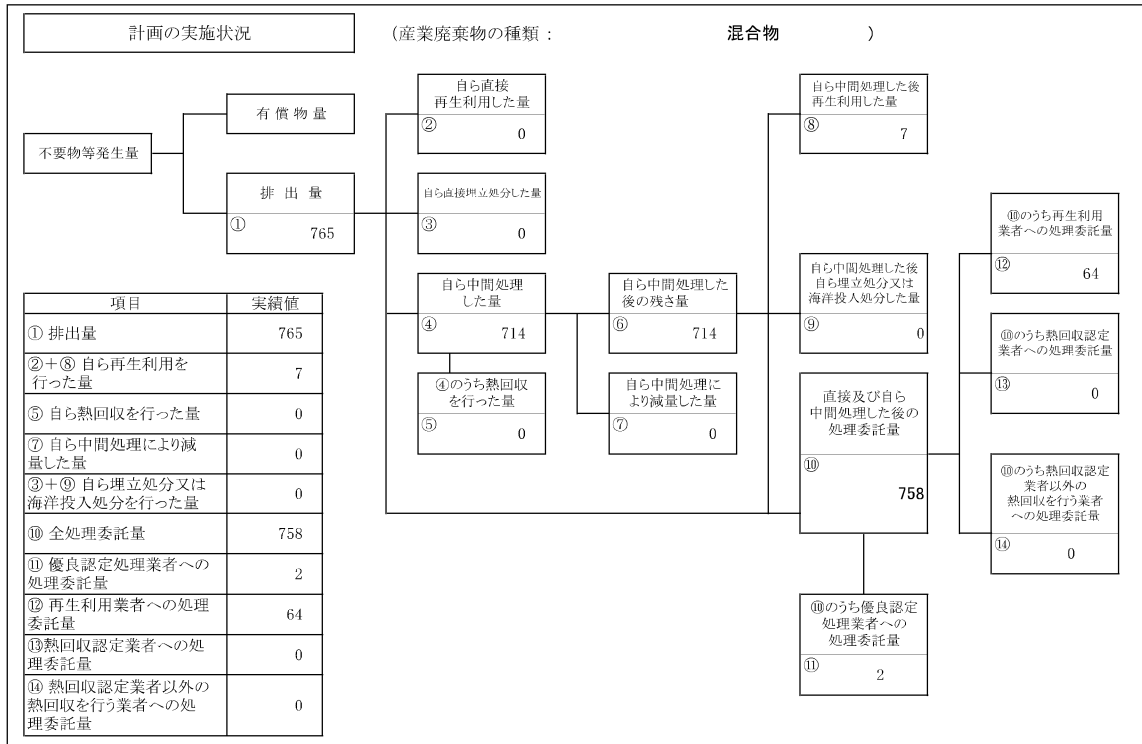 計画の実施状況
(産業廃棄物の種類: 混合物 )
不要物等発生量
有償物量
排出量
① 765
自ら直接
再生利用した量
② 0
自ら直接埋立処分した量
③ 0
自ら中間処理
した量
④ 714
④のうち熱回収
を行った量
⑤ 0
自ら中間処理した
後の残さ量
⑥ 714
自ら中間処理に
より減量した量
⑦ 0
自ら中間処理した後
再生利用した量
⑧ 7
自ら中間処理した後
自ら埋立処分又は
海洋投入処分した量
⑨ 0
直接及び自ら
中間処理した後の
処理委託量
⑩
758
⑩のうち優良認定
処理業者への
処理委託量
⑪ 2
⑩のうち再生利用
業者への処理委託量
⑫ 64
⑩のうち熱回収認定
業者への処理委託量
⑬ 0
⑩のうち熱回収認定
業者以外の
熱回収を行う業者
への処理委託量
⑭ 0
項目 実績値
① 排出量 765
②+⑧ 自ら再生利用を
行った量 7
⑤ 自ら熱回収を行った量 0
⑦ 自ら中間処理により減
量した量 0
③+⑨ 自ら埋立処分又は
海洋投入処分を行った量 0
⑩ 全処理委託量 758
⑪ 優良認定処理業者への
処理委託量 2
⑫ 再生利用業者への処理
委託量 64
⑬熱回収認定業者への処
理委託量 0
⑭ 熱回収認定業者以外の
熱回収を行う業者への処
理委託量 0